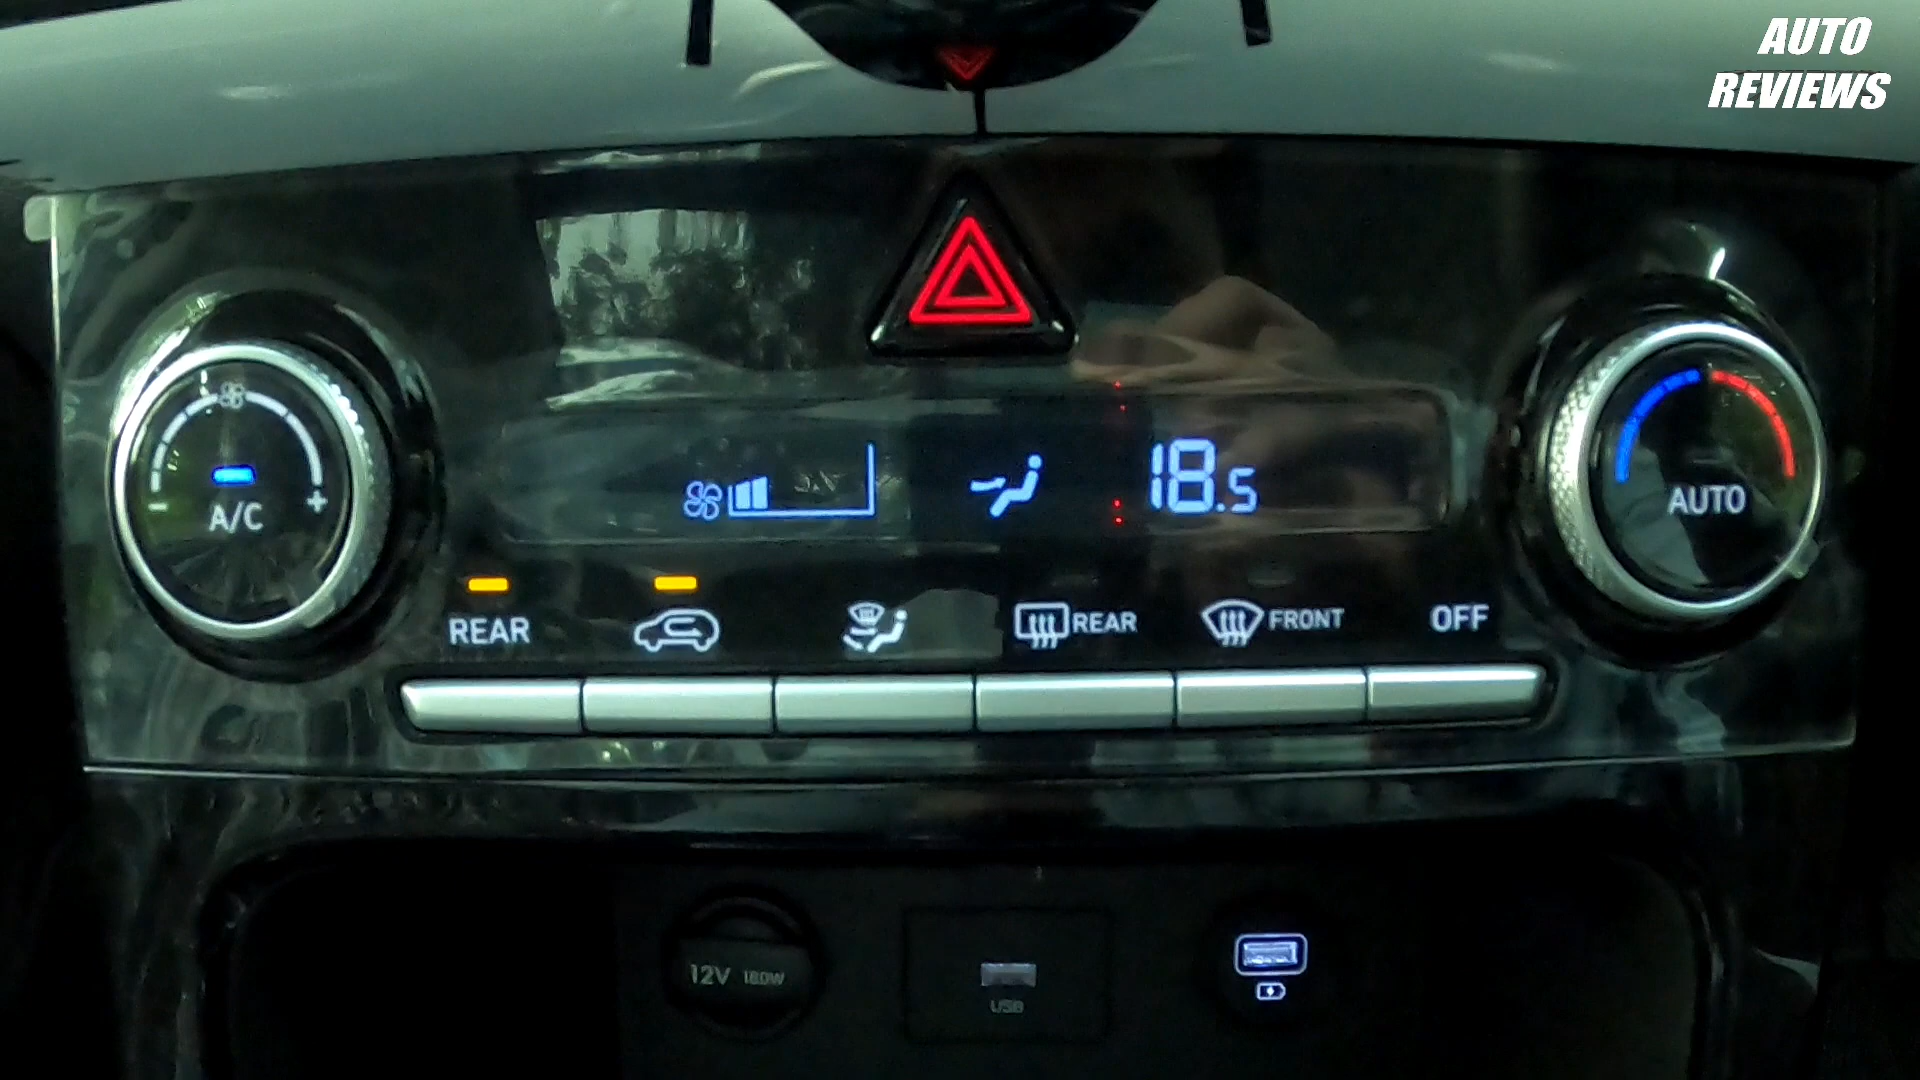 AUTO
REVIEWS
A/C
18.5
AUTO
REAR
REAR
FRONT
OFF
12V 180W
USB